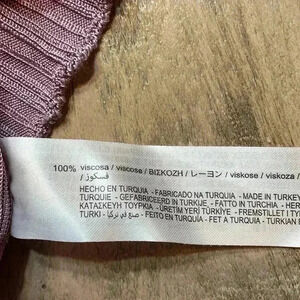 100% viscosa / viscose / ΒΙΣΚΟΖΗ / レーヨン / viskose / viskoza /
/ فسكوز /
HECHO EN TURQUIA - FABRICADO NA TURQUIA - MADE IN TURKEY
TURQUIE - GEFABRICEERD IN TURKIJE - FATTO IN TURCHIA - HER
ΚΑΤΑΣΚΕΥΗ ΤΟΥΡΚΙΑ - ÜRETİM YERİ TÜRKİYE - FREMSTILLET I TY
TURKI - صنع في تركيا - FEITO EN TURQUÍA - FET A TURQUIA - TURKIAN